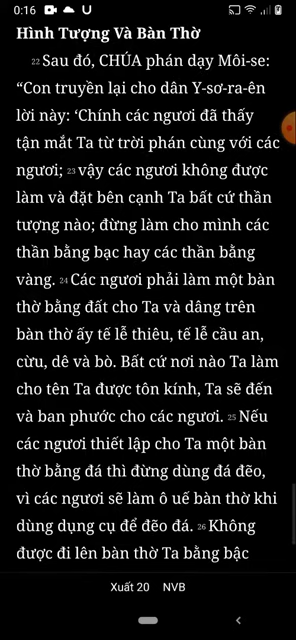 0:16
Hình Tượng Và Bàn Thờ
22 Sau đó, CHÚA phán dạy Môi-se:
“Con truyền lại cho dân Y-sơ-ra-ên
lời này: ‘Chính các ngươi đã thấy
tận mắt Ta từ trời phán cùng với các
ngươi; 23 vậy các ngươi không được
làm và đặt bên cạnh Ta bất cứ thần
tượng nào; đừng làm cho mình các
thần bằng bạc hay các thần bằng
vàng. 24 Các ngươi phải làm một bàn
thờ bằng đất cho Ta và dâng trên
bàn thờ ấy tế lễ thiêu, tế lễ cầu an,
cừu, dê và bò. Bất cứ nơi nào Ta làm
cho tên Ta được tôn kính, Ta sẽ đến
và ban phước cho các ngươi. 25 Nếu
các ngươi thiết lập cho Ta một bàn
thờ bằng đá thì đừng dùng đá đẽo,
vì các ngươi sẽ làm ô uế bàn thờ khi
dùng dụng cụ để đẽo đá. 26 Không
được đi lên bàn thờ Ta bằng bậc
Xuất 20 NVB